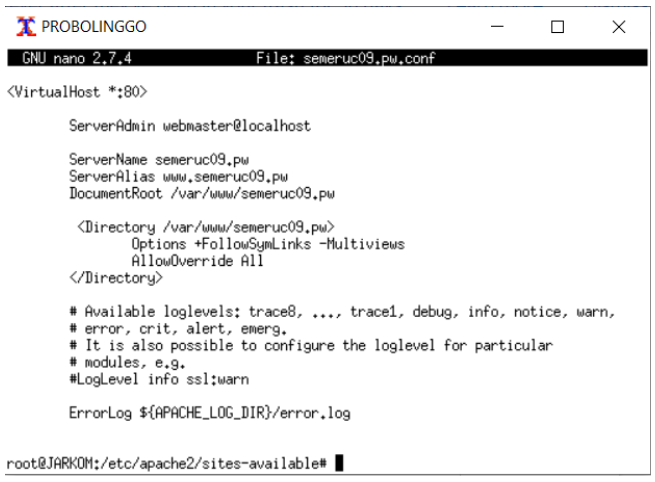 PROBOLINGGO
GNU nano 2.7.4 File: semeruc09.pw.conf
<VirtualHost *:80>
ServerAdmin webmaster@localhost
ServerName semeruc09.pw
ServerAlias www.semeruc09.pw
DocumentRoot /var/www/semeruc09.pw
<Directory /var/www/semeruc09.pw>
Options +FollowSymLinks -Multiviews
AllowOverride All
</Directory>
# Available loglevels: trace8, ..., trace1, debug, info, notice, warn,
# error, crit, alert, emerg.
# It is also possible to configure the loglevel for particular
# modules, e.g.
#LogLevel info ssl:warn
ErrorLog ${APACHE_LOG_DIR}/error.log
root@JARKOM:/etc/apache2/sites-available#